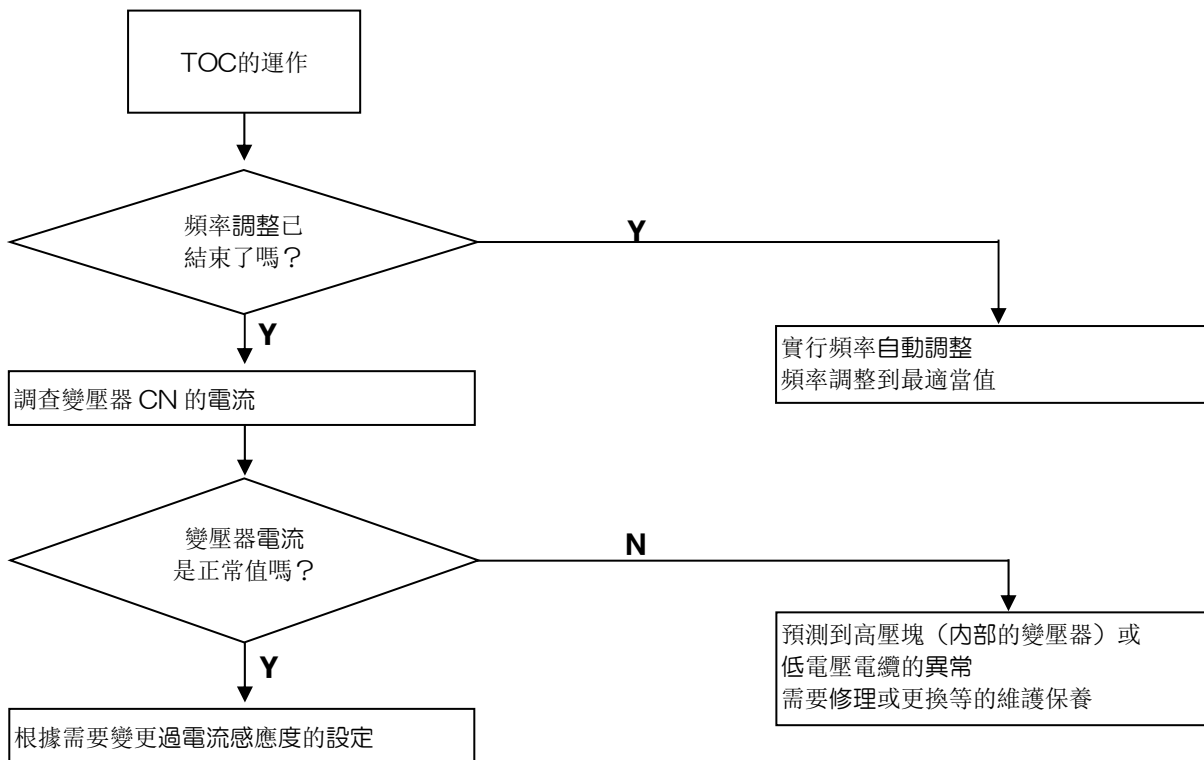 TOC的運作
頻率調整已
結束了嗎？
Y
Y
實行頻率自動調整
頻率調整到最適當值
調查變壓器 CN 的電流
變壓器電流
是正常值嗎？
N
Y
預測到高壓塊（内部的變壓器）或
低電壓電纜的異常
需要修理或更換等的維護保養
根據需要變更過電流感應度的設定